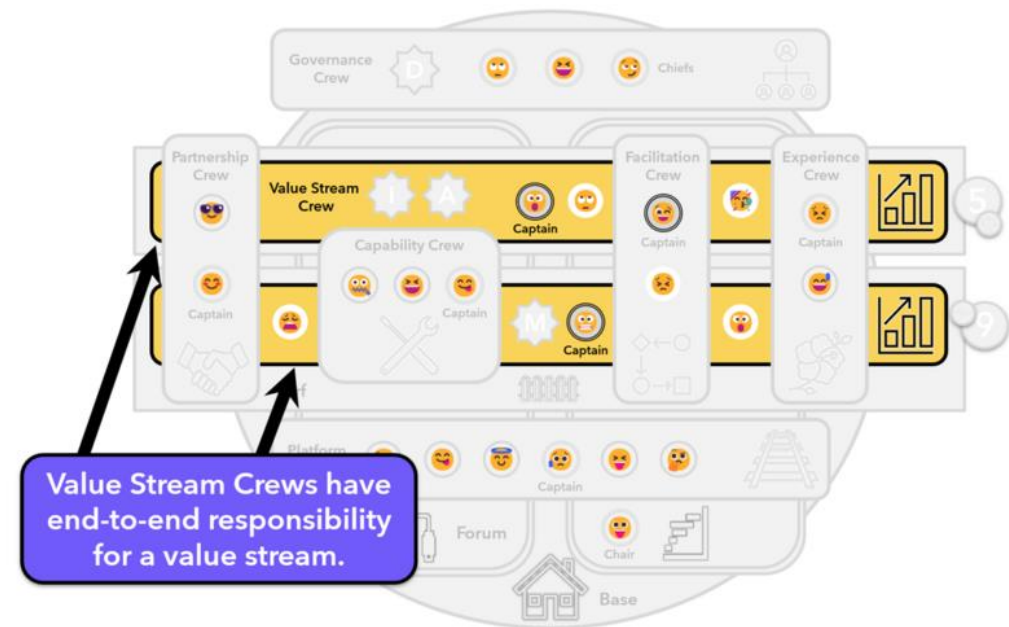 Governance
Crew
D
Chiefs
Partnership
Crew
Captain
Value Stream
Crew
I
A
Captain
Facilitation
Crew
Captain
Experience
Crew
Captain
5
Capability Crew
Captain
M
Captain
9
Platform
Captain
Value Stream Crews have
end-to-end responsibility
for a value stream.
Forum
Chair
Base